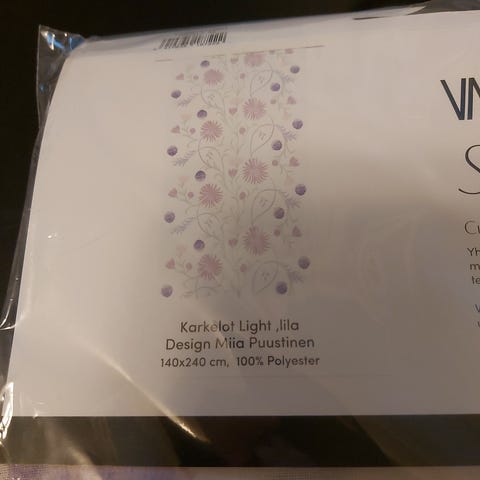 Karkelot Light ,lila
Design Miia Puustinen
140x240 cm, 100% Polyester